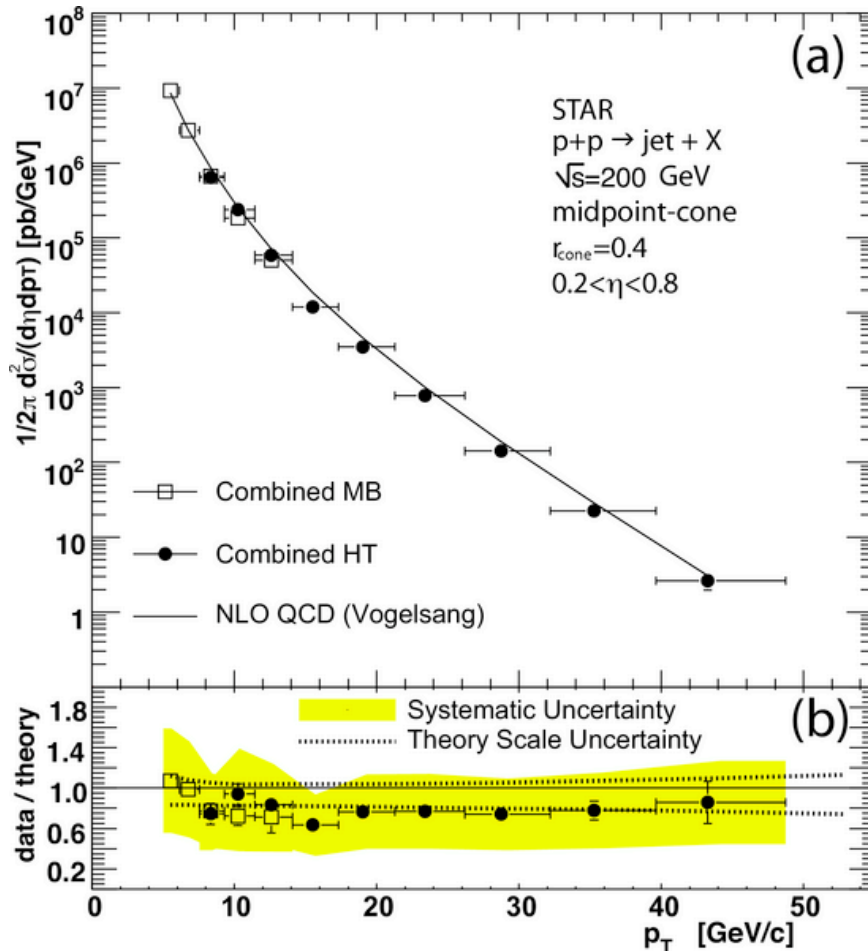 10⁸
10⁷
10⁶
10⁵
10⁴
10³
10²
10
1
1/2π d²σ/(dηdpT) [pb/GeV]
(a)
STAR
p+p → jet + X
√s=200 GeV
midpoint-cone
r_cone=0.4
0.2<η<0.8
Combined MB
Combined HT
NLO QCD (Vogelsang)
(b)
Systematic Uncertainty
Theory Scale Uncertainty
data / theory
1.8
1.4
1.0
0.6
0.2
0 10 20 30 40 50
p_T [GeV/c]